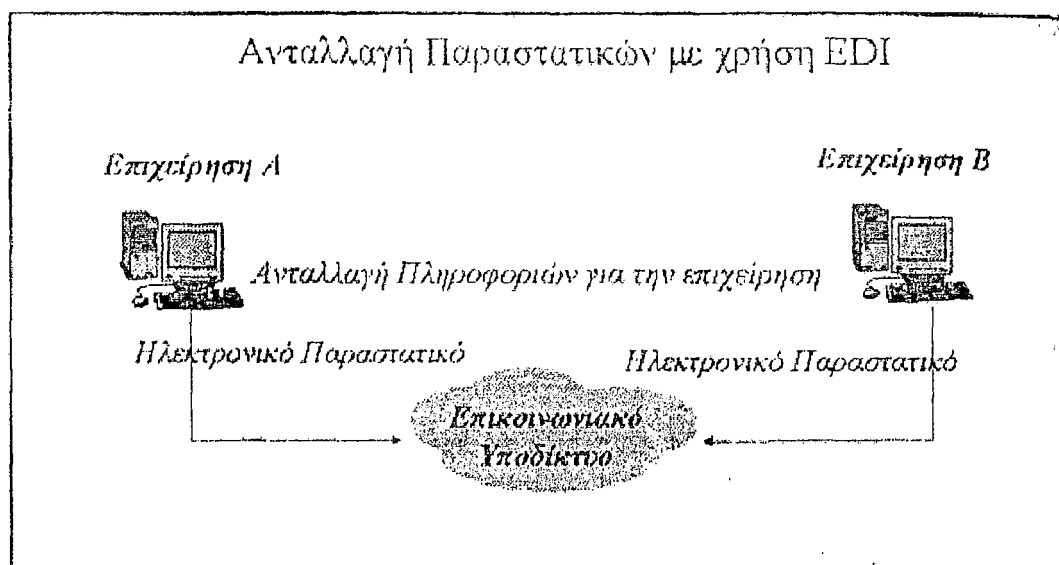 Ανταλλαγή Παραστατικών με χρήση EDI
Επιχείρηση Α
Επιχείρηση Β
Ανταλλαγή Πληροφοριών για την επιχείρηση
Ηλεκτρονικό Παραστατικό
Ηλεκτρονικό Παραστατικό
Επικοινωνιακό
Υποδίκτυο